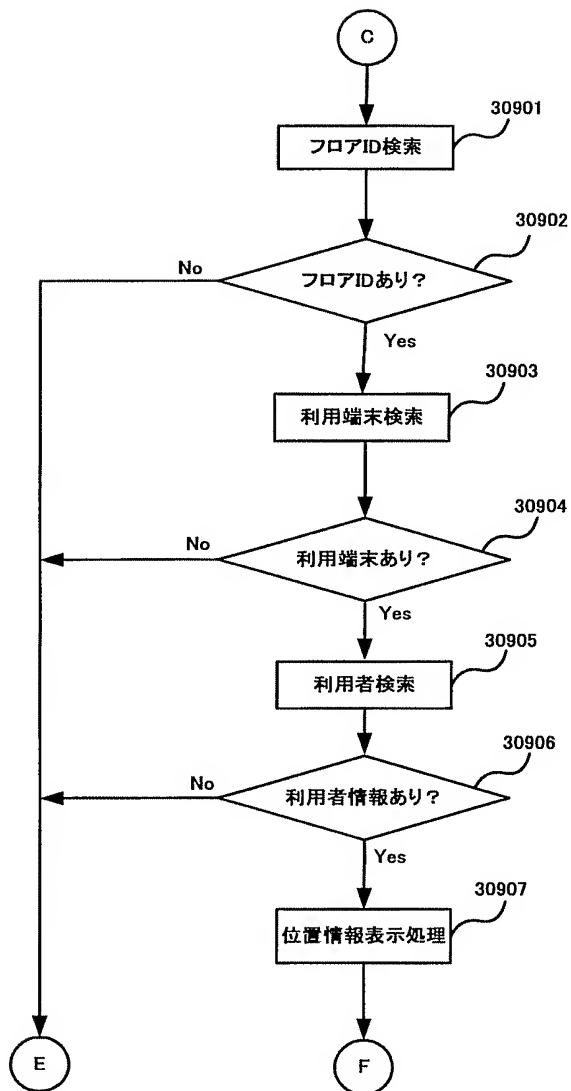 C
30901
フロアID検索
30902
No
フロアIDあり?
Yes
30903
利用端末検索
30904
No
利用端末あり?
Yes
30905
利用者検索
30906
No
利用者情報あり?
Yes
30907
位置情報表示処理
E
F